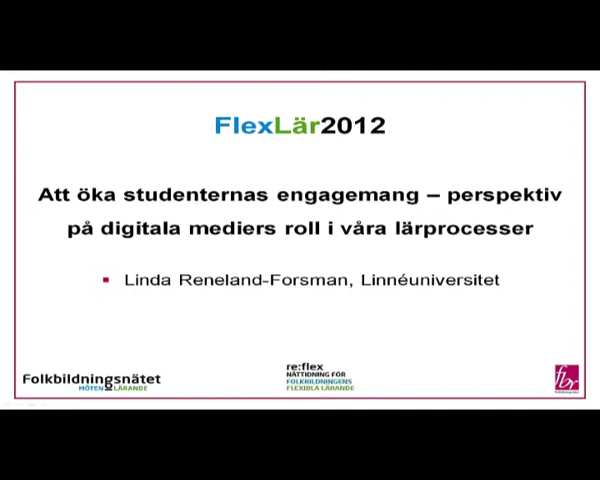 FlexLär2012
Att öka studenternas engagemang – perspektiv
på digitala mediers roll i våra lärprocesser
▪ Linda Reneland-Forsman, Linnéuniversitetet
Folkbildningsnätet
MÖTEN LÄRANDE
re:flex
NÄTTIDNING FÖR
FOLKBILDNINGENS
FLEXIBLA LÄRANDE
fbr